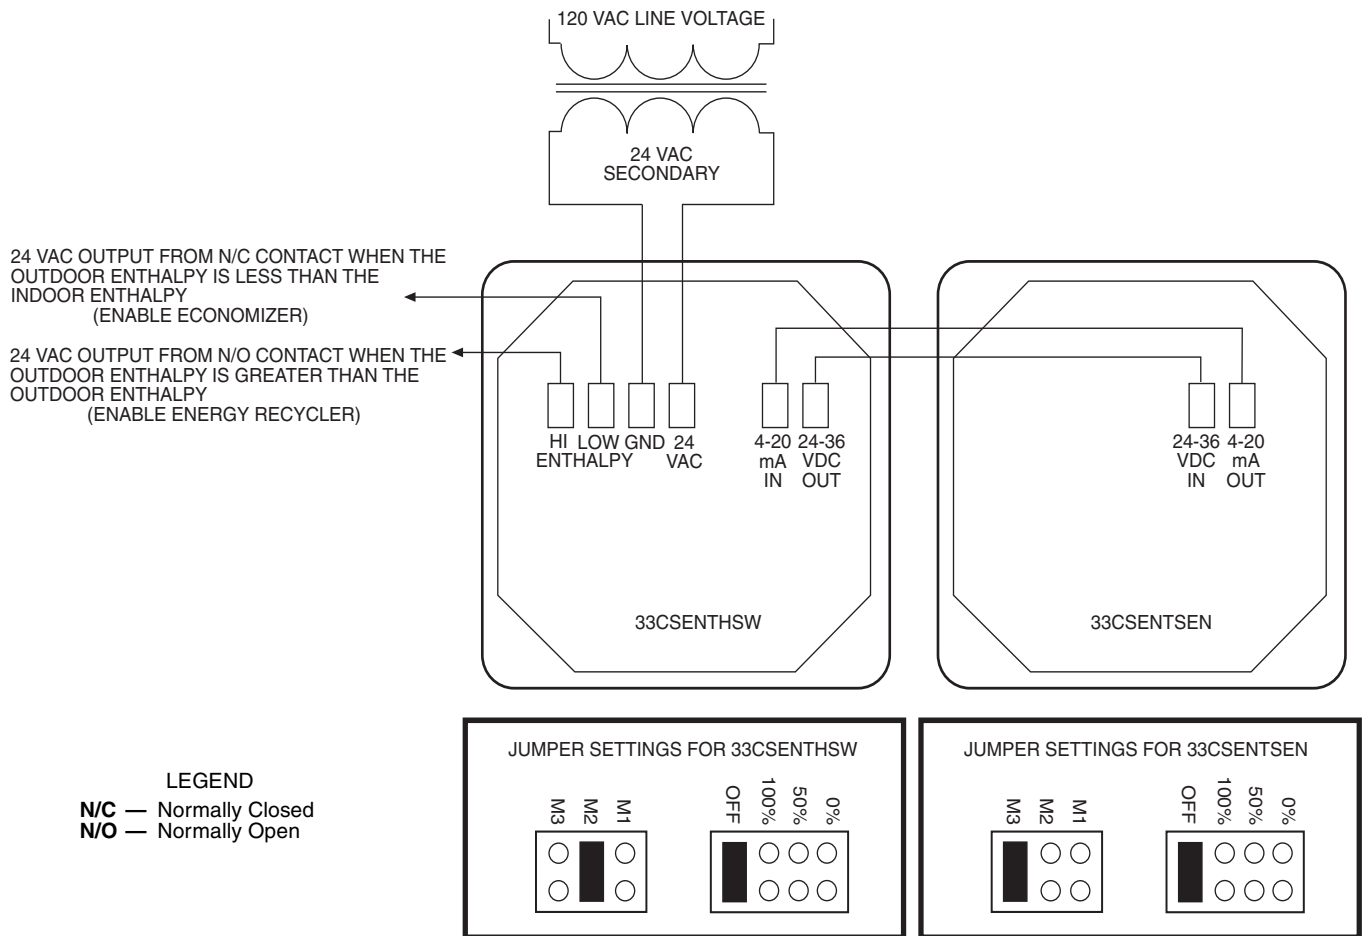 120 VAC LINE VOLTAGE
24 VAC
SECONDARY
24 VAC OUTPUT FROM N/C CONTACT WHEN THE
OUTDOOR ENTHALPY IS LESS THAN THE
INDOOR ENTHALPY
(ENABLE ECONOMIZER)
24 VAC OUTPUT FROM N/O CONTACT WHEN THE
OUTDOOR ENTHALPY IS GREATER THAN THE
OUTDOOR ENTHALPY
(ENABLE ENERGY RECYCLER)
HI LOW GND 24
ENTHALPY VAC
4-20 24-36
mA VDC
IN OUT
33CSENTHSW
24-36 4-20
VDC mA
IN OUT
33CSENTSEN
LEGEND
N/C — Normally Closed
N/O — Normally Open
JUMPER SETTINGS FOR 33CSENTHSW
M3 M2 M1
OFF 100% 50% 0%
JUMPER SETTINGS FOR 33CSENTSEN
M3 M2 M1
OFF 100% 50% 0%